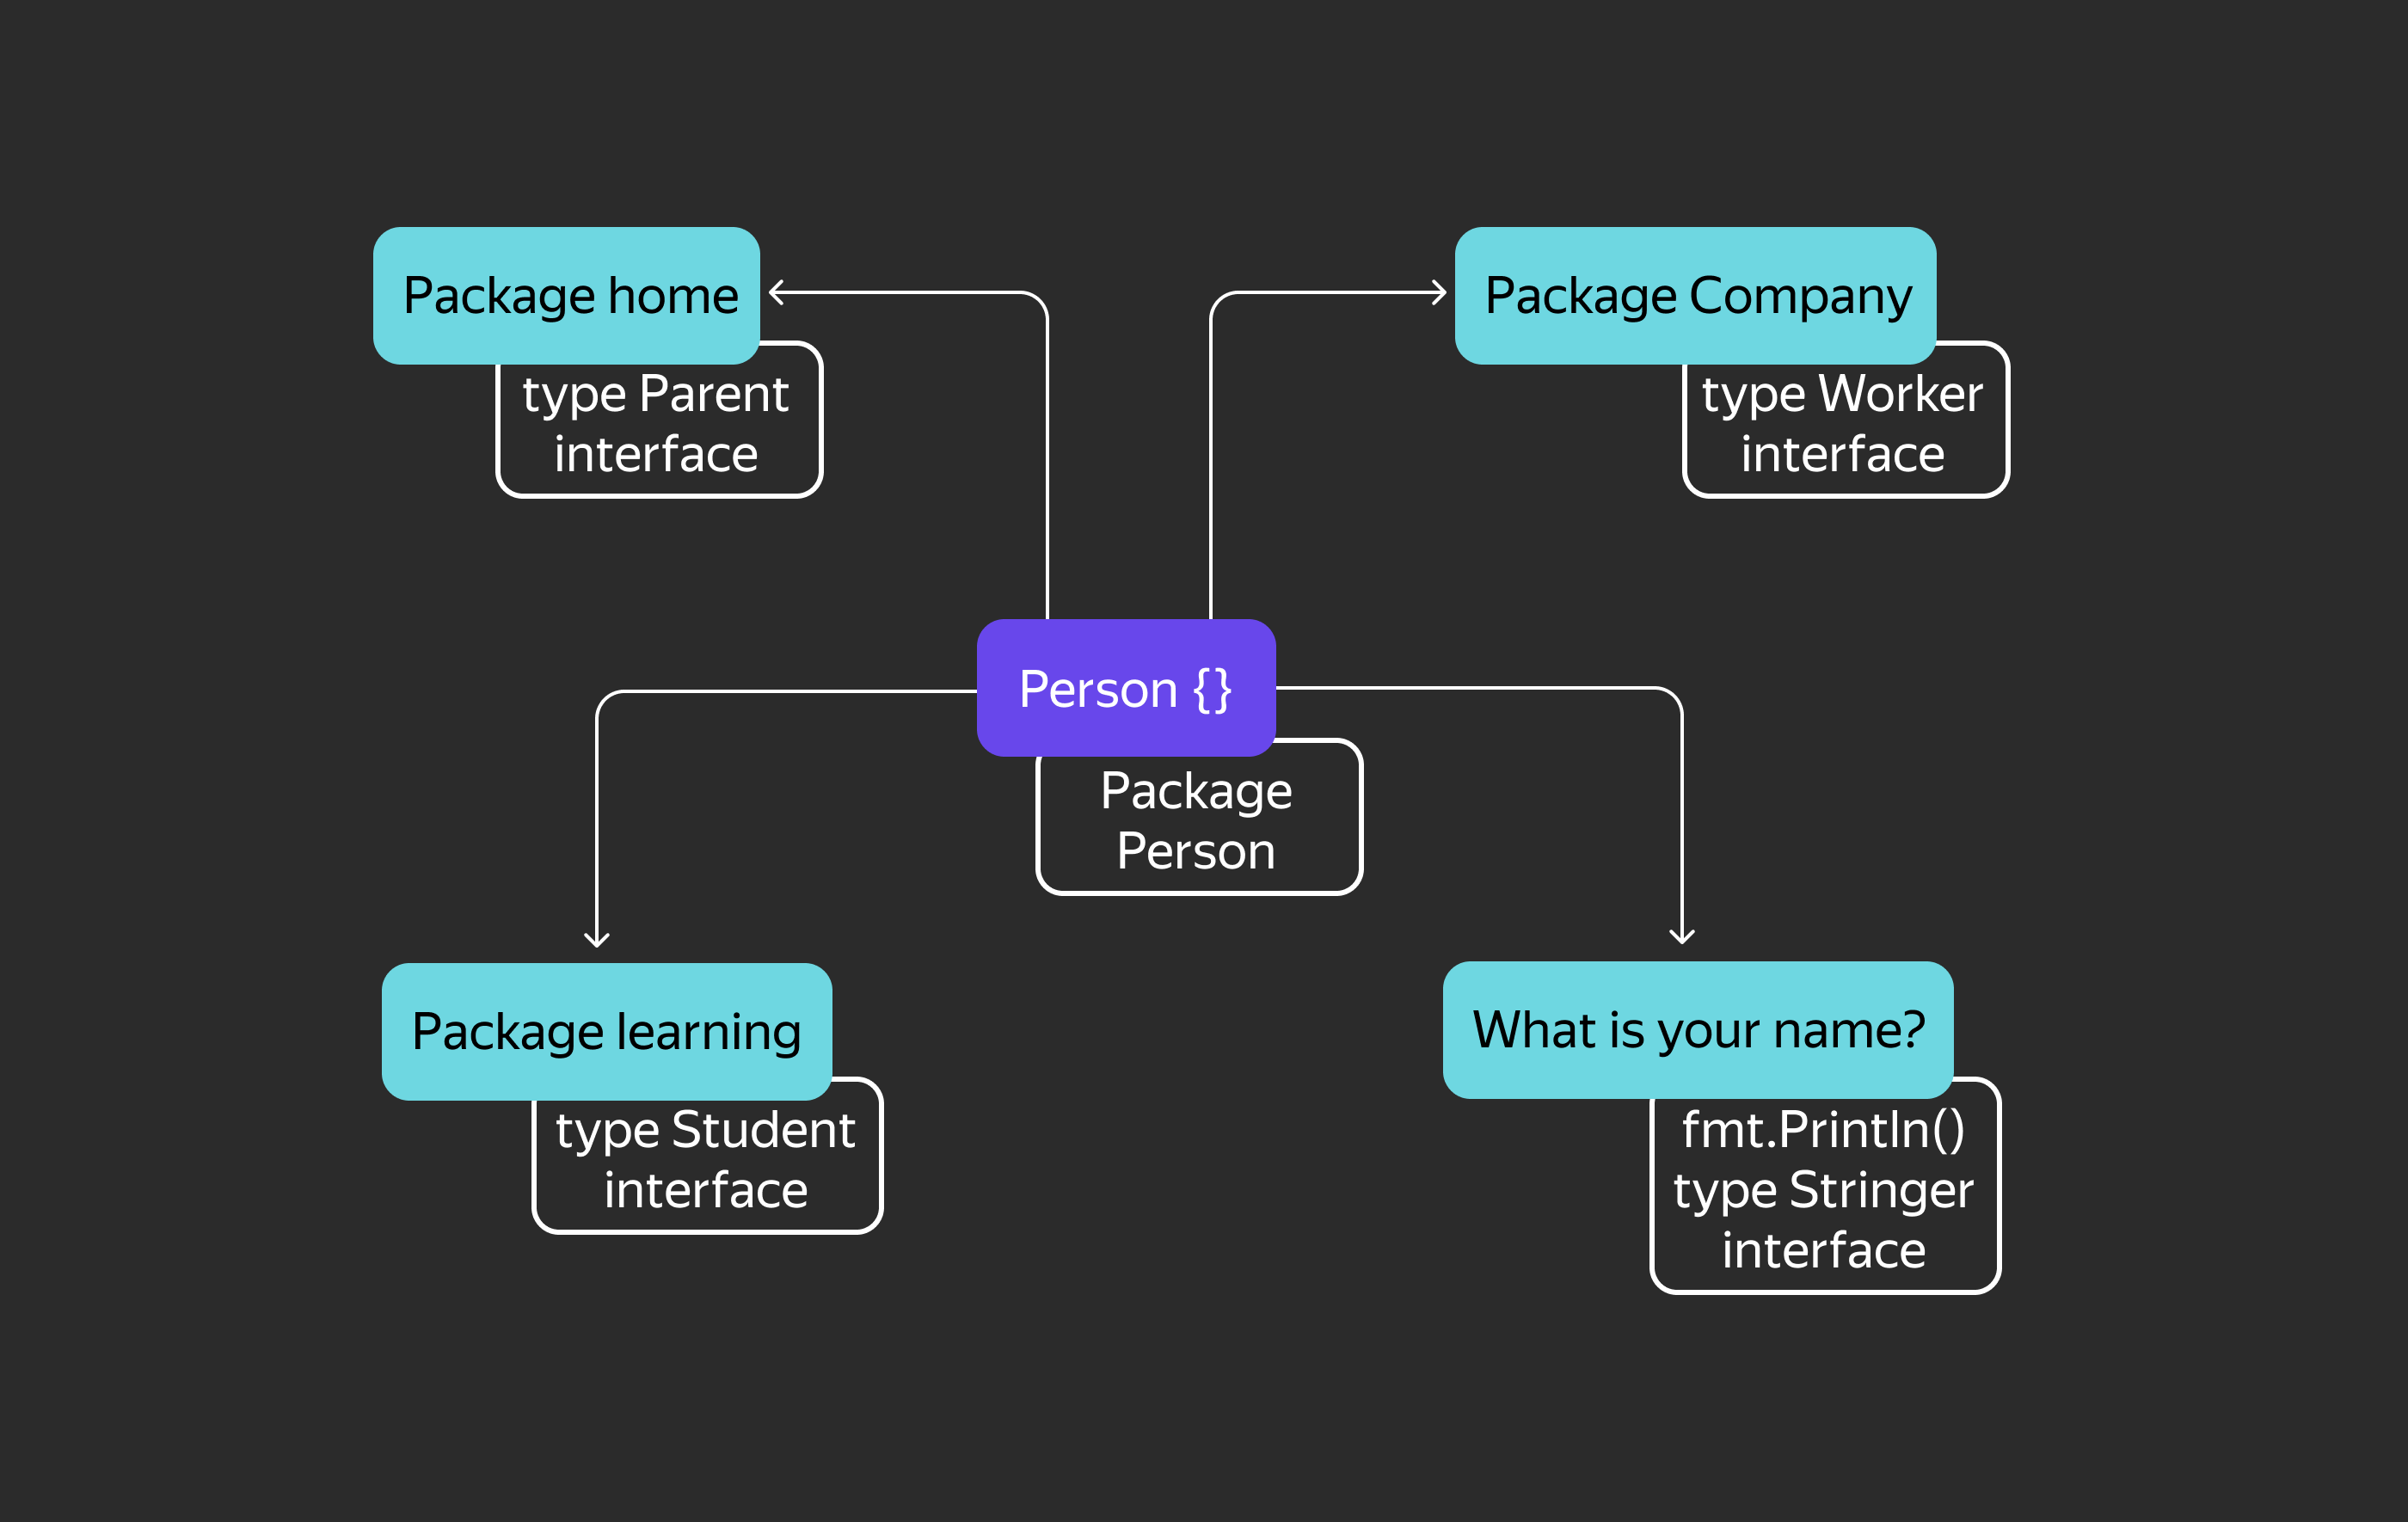 Package home
type Parent
interface
Package Company
type Worker
interface
Person {}
Package
Person
Package learning
type Student
interface
What is your name?
fmt.Println()
type Stringer
interface